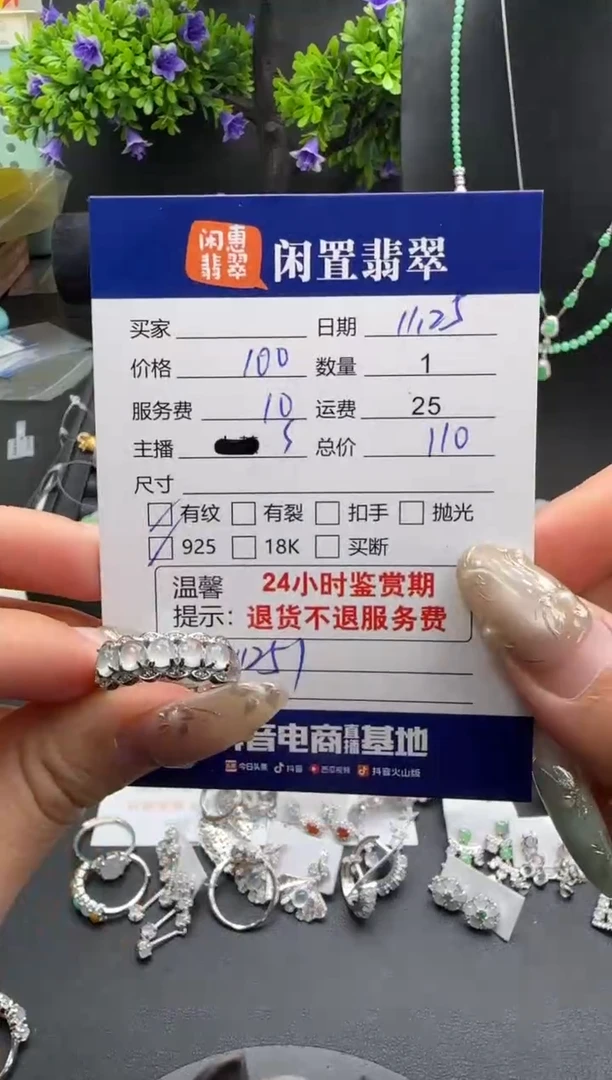 闲惠翡翠 闲置翡翠
买家 日期 11.25
价格 100 数量 1
服务费 10 运费 25
主播 5 总价 110
尺寸
有纹 有裂 扣手 抛光
925 18K 买断
温馨提示: 24小时鉴赏期
退货不退服务费
1251
音电商直播基地
今日头条 抖音 西瓜视频 抖音火山版